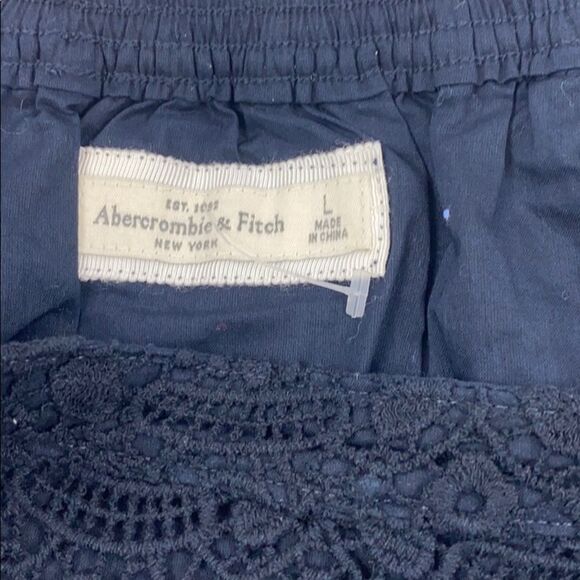 EST. 1892
Abercrombie & Fitch
NEW YORK
L
MADE
IN CHINA